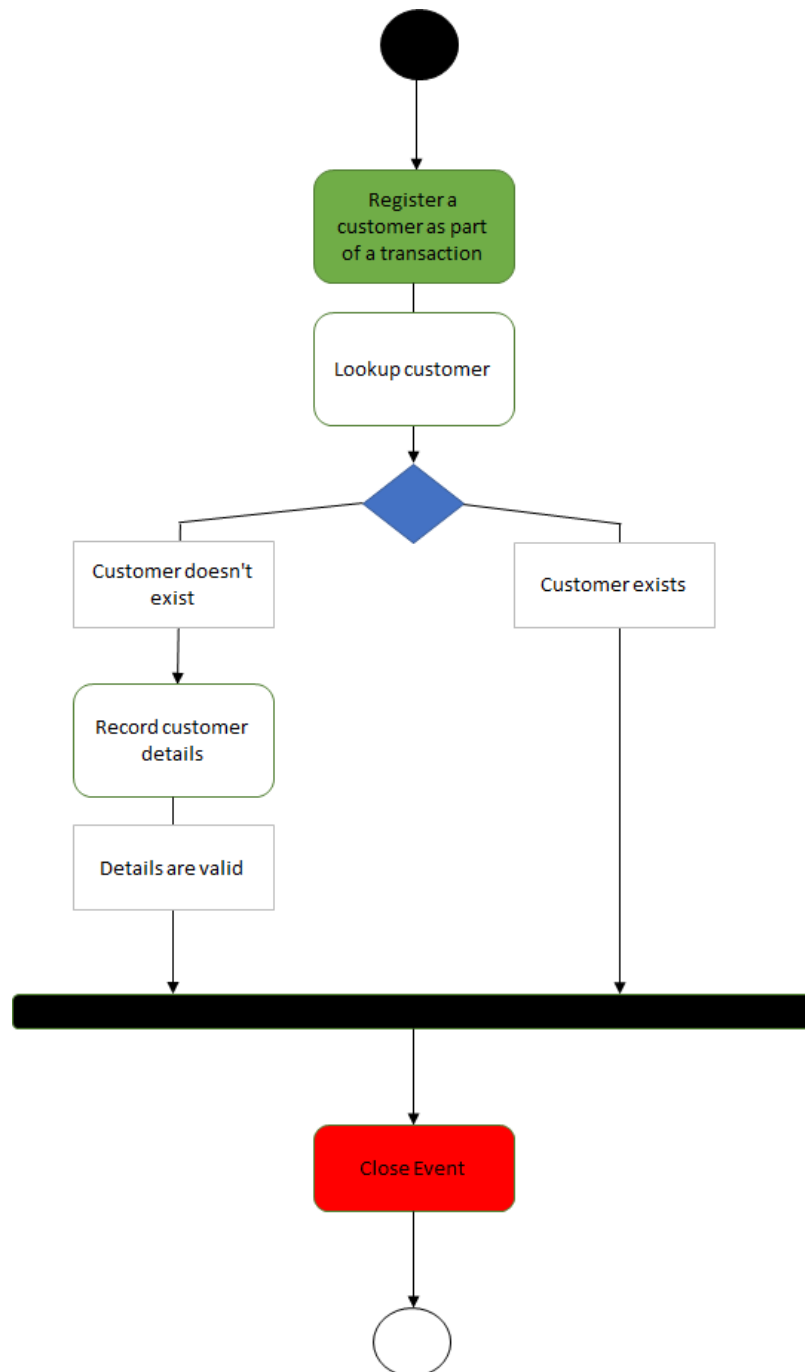 Register a
customer as part
of a transaction
Lookup customer
Customer doesn't
exist
Customer exists
Record customer
details
Details are valid
Close Event